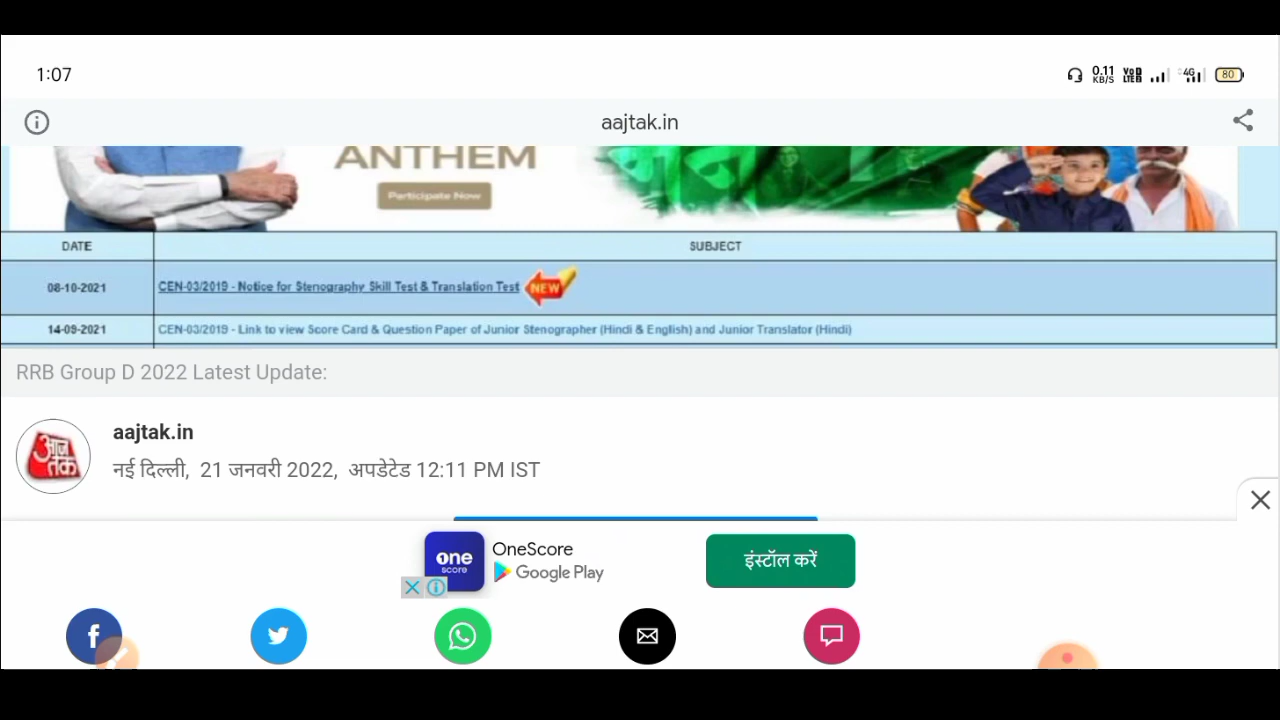 1:07
0.11 KB/S VoD LTE 4G 80
aajtak.in
ANTHEM
Participate Now
DATE SUBJECT
08-10-2021 CEN-03/2019 - Notice for Stenography Skill Test & Translation Test NEW
14-09-2021 CEN-03/2019 - Link to view Score Card & Question Paper of Junior Stenographer (Hindi & English) and Junior Translator (Hindi)
RRB Group D 2022 Latest Update:
आज तक
aajtak.in
नई दिल्ली, 21 जनवरी 2022, अपडेटेड 12:11 PM IST
one score
OneScore
Google Play
इंस्टॉल करें